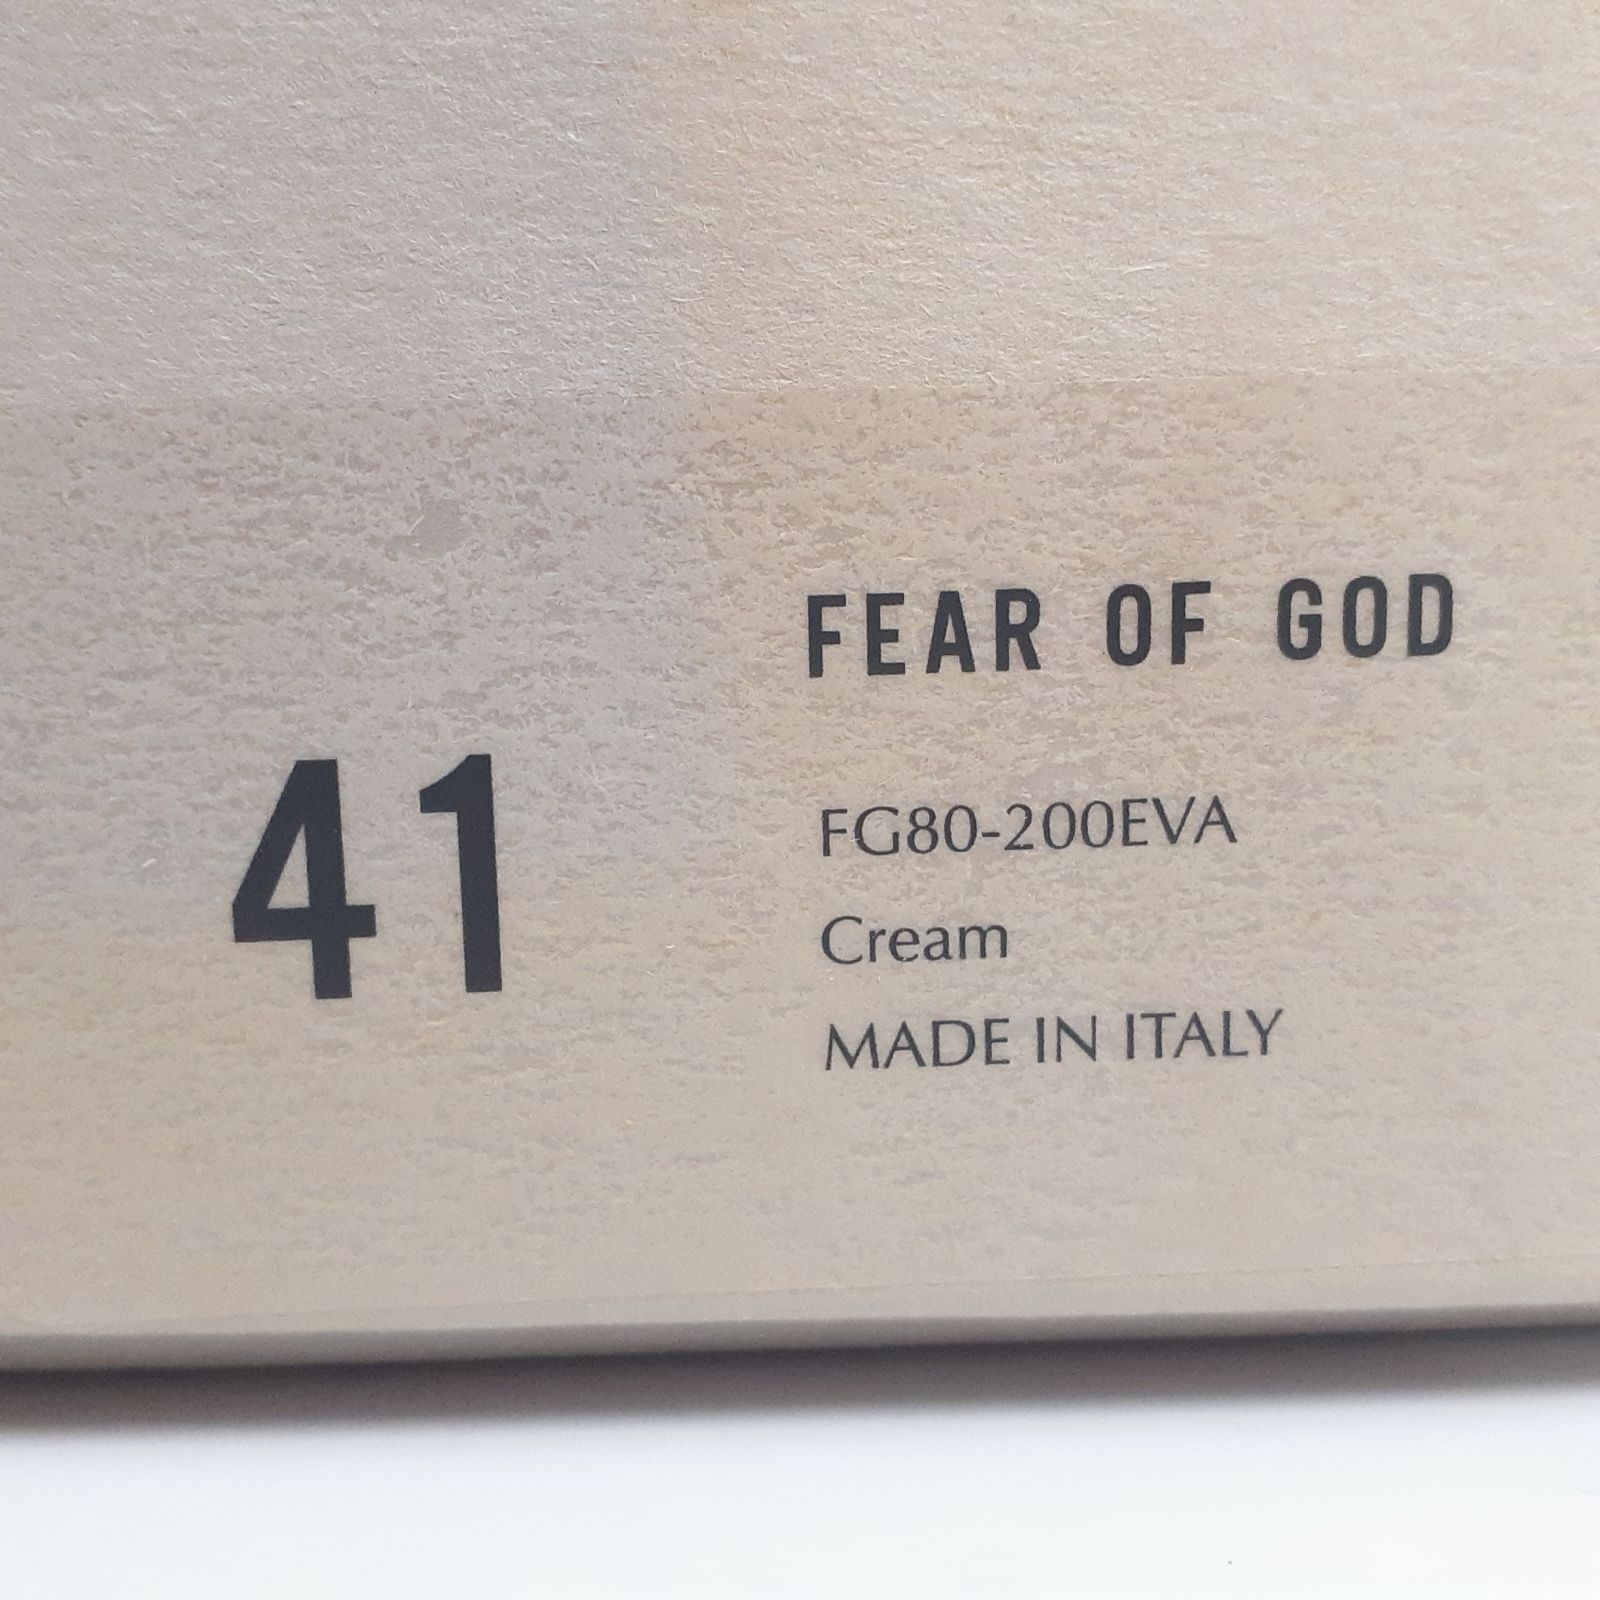 FEAR OF GOD
41
FG80-200EVA
Cream
MADE IN ITALY